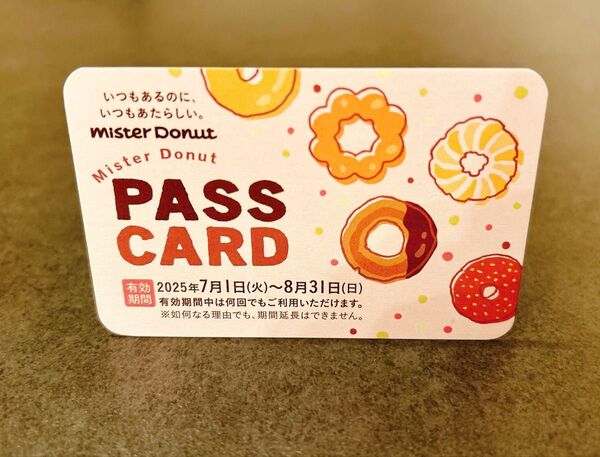 いつもあるのに、
いつもあたらしい。
mister Donut
Mister Donut
PASS
CARD
有効
期間
2025年7月1日(火)〜8月31日(日)
有効期間中は何回でもご利用いただけます。
※如何なる理由でも、期間延長はできません。